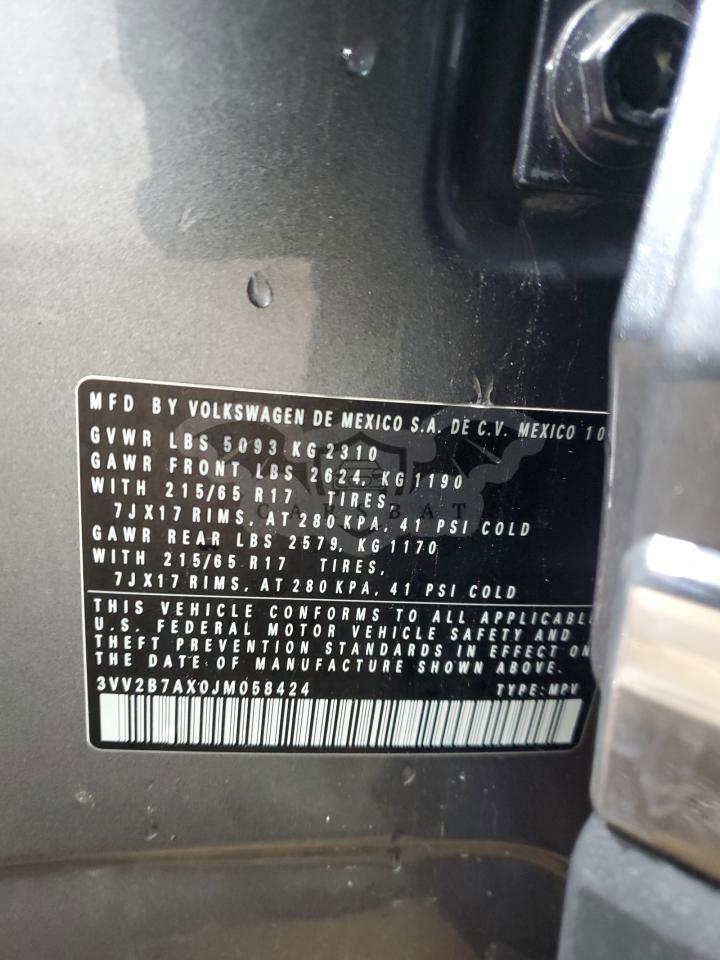 MFD BY VOLKSWAGEN DE MEXICO S.A. DE C.V. MEXICO 10
GVWR LBS 5093 KG 2310
GAWR FRONT LBS 2624, KG 1190
WITH 215/65 R17 TIRES,
7JX17 RIMS, AT 280 KPA, 41 PSI COLD
GAWR REAR LBS 2579, KG 1170
WITH 215/65 R17 TIRES,
7JX17 RIMS, AT 280 KPA, 41 PSI COLD
THIS VEHICLE CONFORMS TO ALL APPLICABL
U.S. FEDERAL MOTOR VEHICLE SAFETY AND
THEFT PREVENTION STANDARDS IN EFFECT ON
THE DATE OF MANUFACTURE SHOWN ABOVE.
3VV2B7AX0JM058424 TYPE: MPV
CARSBAT